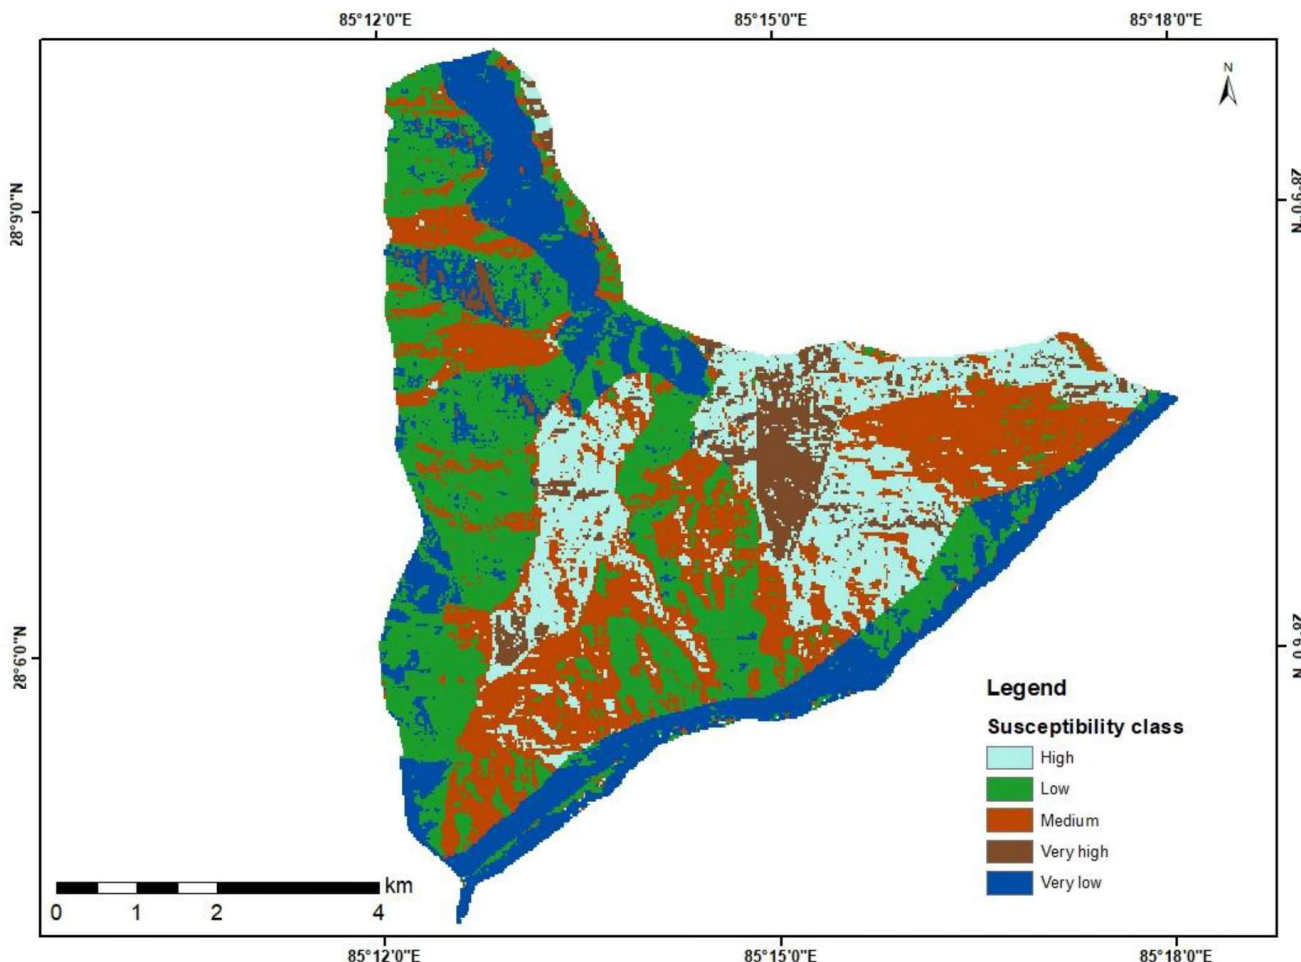 85°12'0"E 85°15'0"E 85°18'0"E
N
28°9'0"N
28°9'0"N
28°6'0"N
28°6'0"N
Legend
Susceptibility class
High
Low
Medium
Very high
Very low
km
0 1 2 4
85°12'0"E 85°15'0"E 85°18'0"E